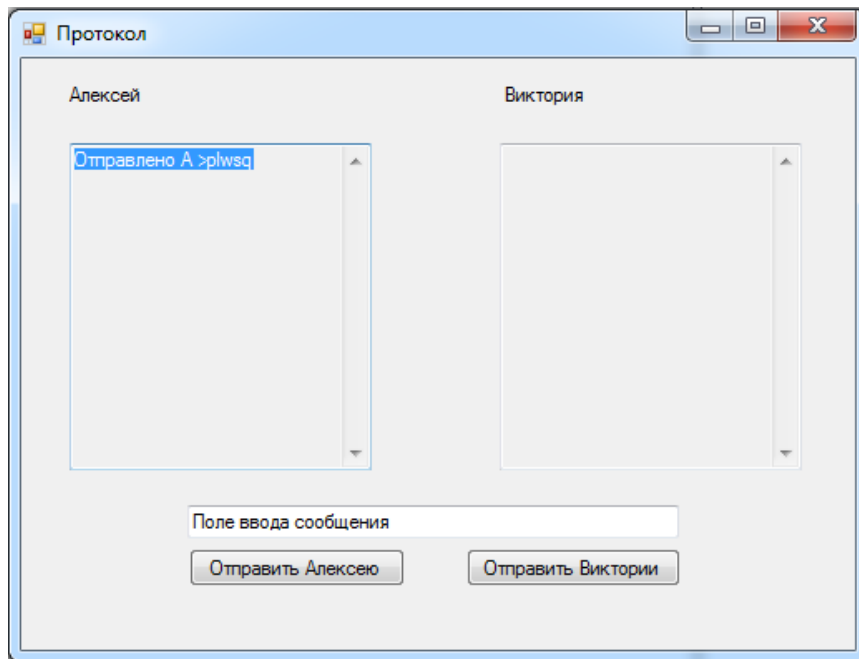 Протокол
Алексей
Виктория
Отправлено A >plwsq
Поле ввода сообщения
Отправить Алексею
Отправить Виктории